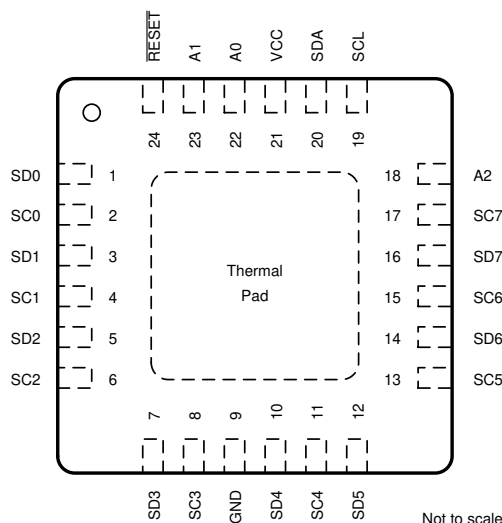 RESET A1 A0 VCC SDA SCL
24 23 22 21 20 19
SD0 1 18 A2
SC0 2 17 SC7
SD1 3 16 SD7
SC1 4 15 SC6
SD2 5 14 SD6
SC2 6 13 SC5
Thermal
Pad
7 8 9 10 11 12
SD3 SC3 GND SD4 SC4 SD5
Not to scale